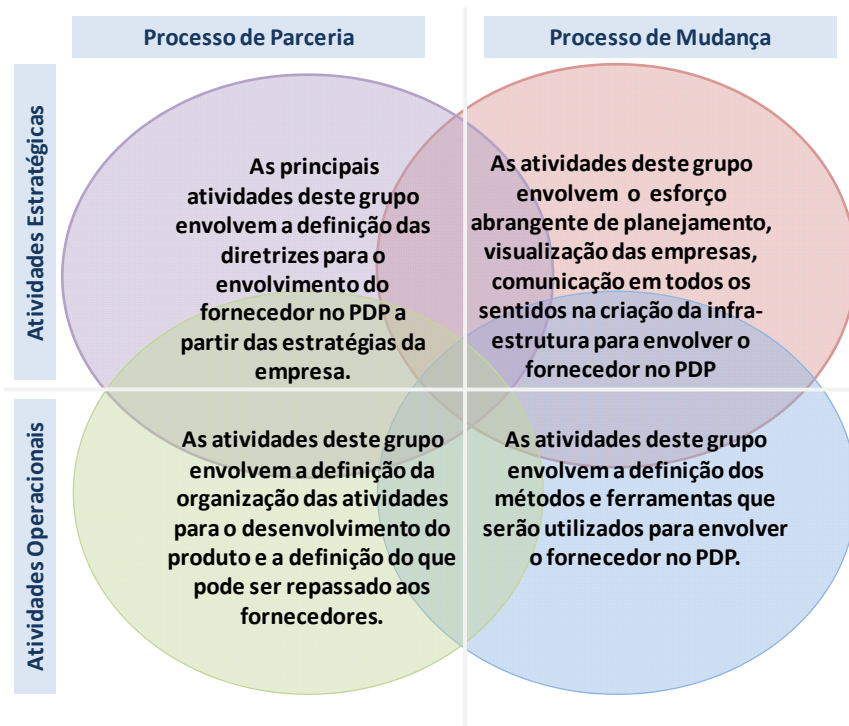 Processo de Parceria
Processo de Mudança
Atividades Estratégicas
As principais
atividades deste grupo
envolvem a definição das
diretrizes para o
envolvimento do
fornecedor no PDP a
partir das estratégias da
empresa.
As atividades deste grupo
envolvem o esforço
abrangente de planejamento,
visualização das empresas,
comunicação em todos os
sentidos na criação da infra-
estrutura para envolver o
fornecedor no PDP
Atividades Operacionais
As atividades deste grupo
envolvem a definição da
organização das atividades
para o desenvolvimento do
produto e a definição do que
pode ser repassado aos
fornecedores.
As atividades deste grupo
envolvem a definição dos
métodos e ferramentas que
serão utilizados para envolver
o fornecedor no PDP.